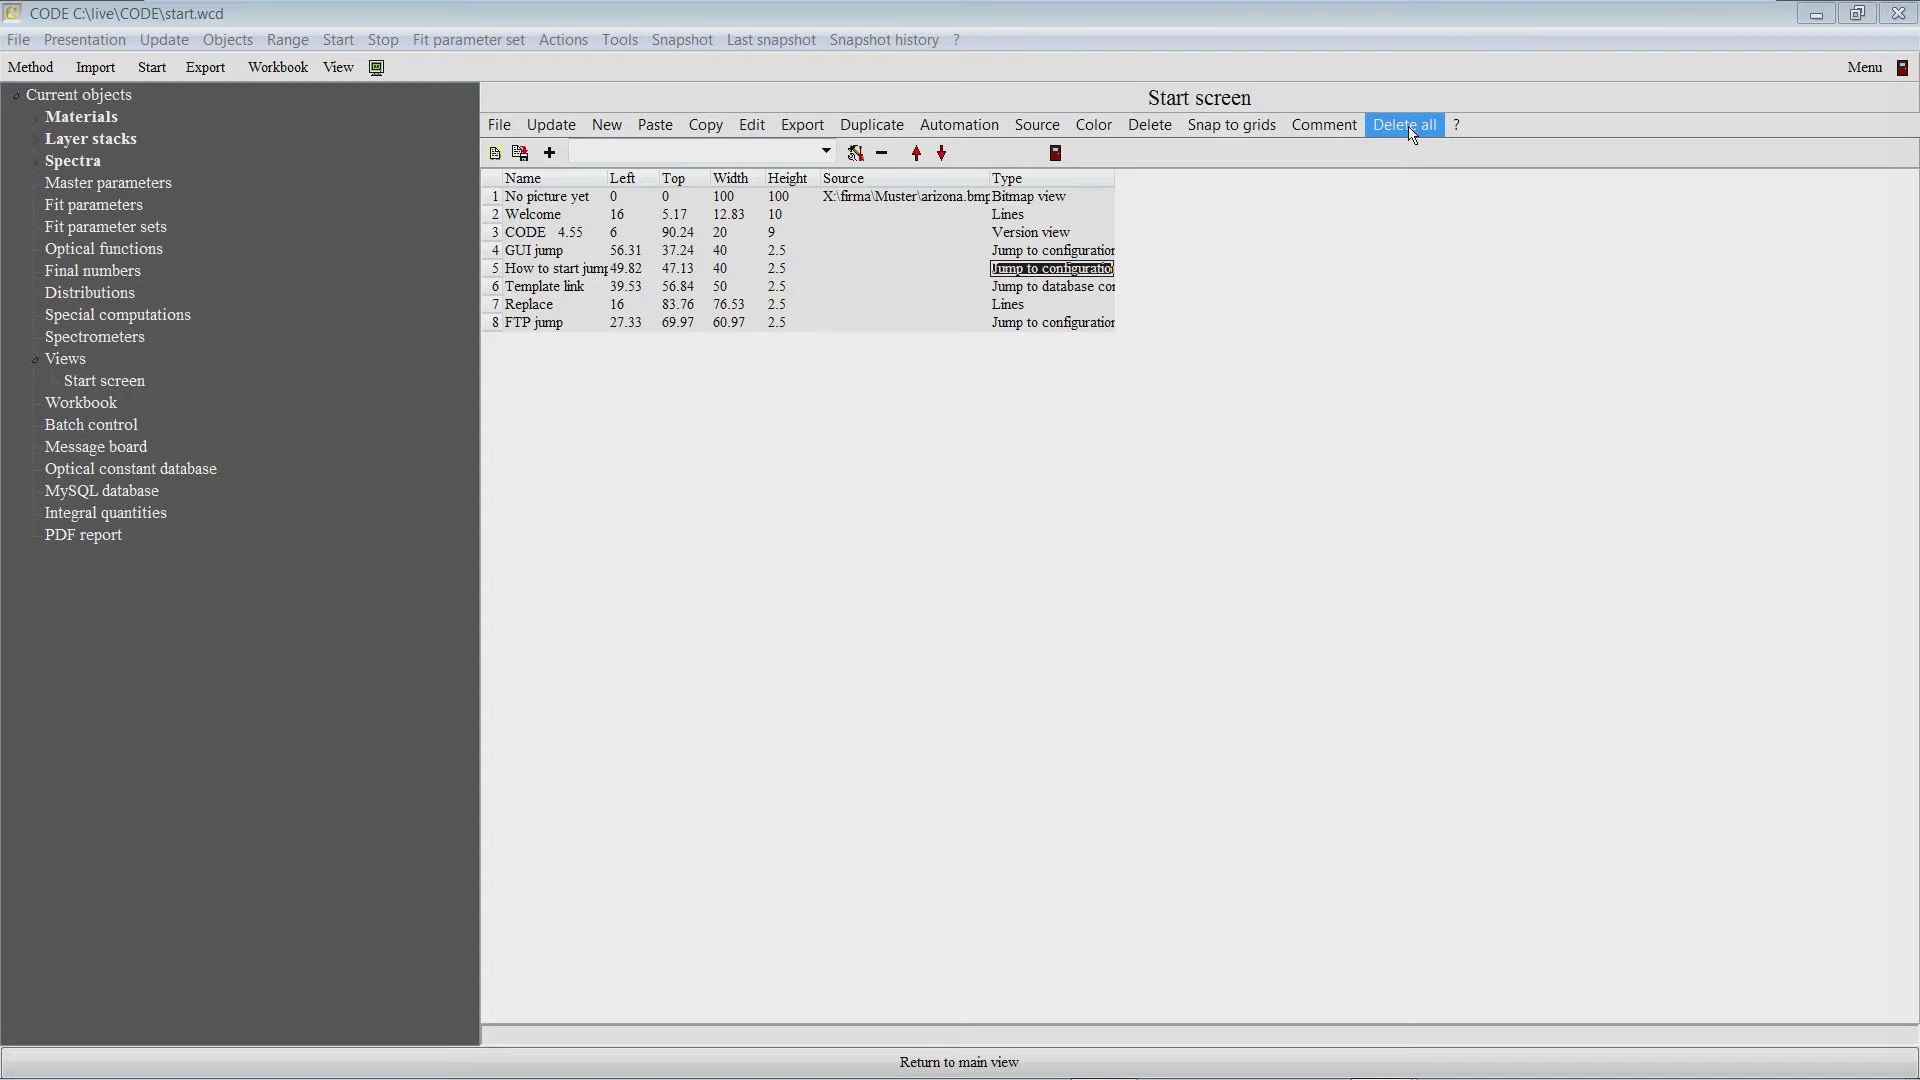 CODE C:\live\CODE\start.wcd
File Presentation Update Objects Range Start Stop Fit parameter set Actions Tools Snapshot Last snapshot Snapshot history ?
Method Import Start Export Workbook View Menu
Current objects
Materials
Layer stacks
Spectra
Master parameters
Fit parameters
Fit parameter sets
Optical functions
Final numbers
Distributions
Special computations
Spectrometers
Views
Start screen
Workbook
Batch control
Message board
Optical constant database
MySQL database
Integral quantities
PDF report
Start screen
File Update New Paste Copy Edit Export Duplicate Automation Source Color Delete Snap to grids Comment Delete all ?
Name Left Top Width Height Source Type
1 No picture yet 0 0 100 100 X:\firma\Muster\arizona.bmp Bitmap view
2 Welcome 16 5.17 12.83 10 Lines
3 CODE 4.55 6 90.24 20 9 Version view
4 GUI jump 56.31 37.24 40 2.5 Jump to configuration
5 How to start jump 49.82 47.13 40 2.5 Jump to configuratio
6 Template link 39.53 56.84 50 2.5 Jump to database con
7 Replace 16 83.76 76.53 2.5 Lines
8 FTP jump 27.33 69.97 60.97 2.5 Jump to configuration
Return to main view